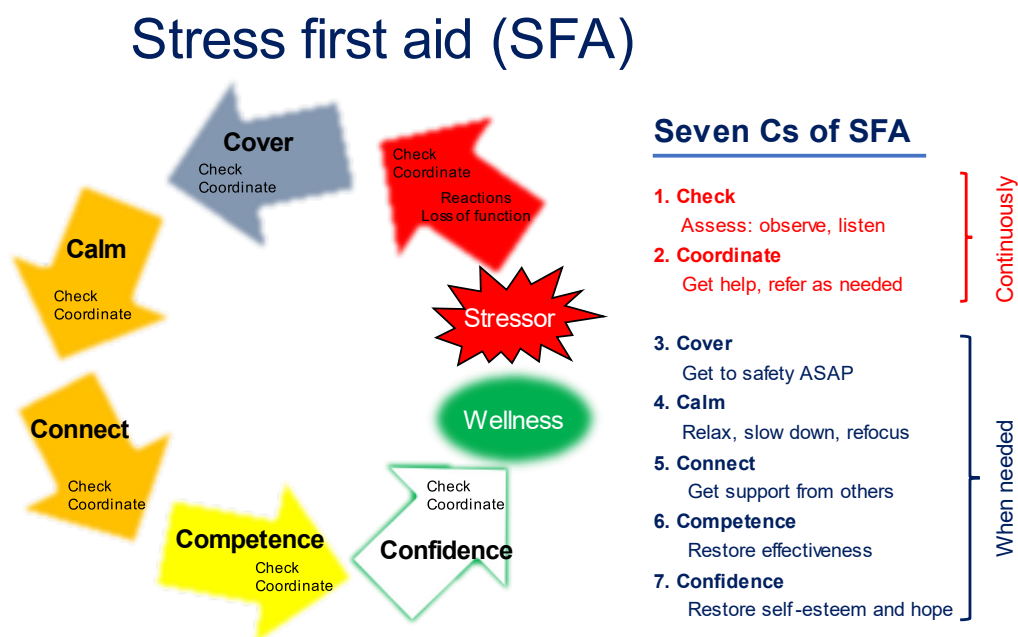 Stress first aid (SFA)
Cover
Check
Coordinate
Check
Coordinate
Reactions
Loss of function
Calm
Check
Coordinate
Stressor
Connect
Check
Coordinate
Wellness
Competence
Check
Coordinate
Check
Coordinate
Confidence
Seven Cs of SFA
1. Check
Assess: observe, listen
2. Coordinate
Get help, refer as needed
Continuously
3. Cover
Get to safety ASAP
4. Calm
Relax, slow down, refocus
5. Connect
Get support from others
6. Competence
Restore effectiveness
7. Confidence
Restore self-esteem and hope
When needed